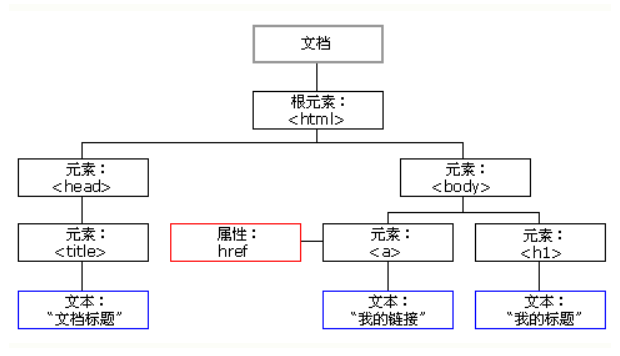 文档
根元素：
<html>
元素：
<head>
元素：
<body>
元素：
<title>
属性：
href
元素：
<a>
元素：
<h1>
文本：
“文档标题”
文本：
“我的链接”
文本：
“我的标题”